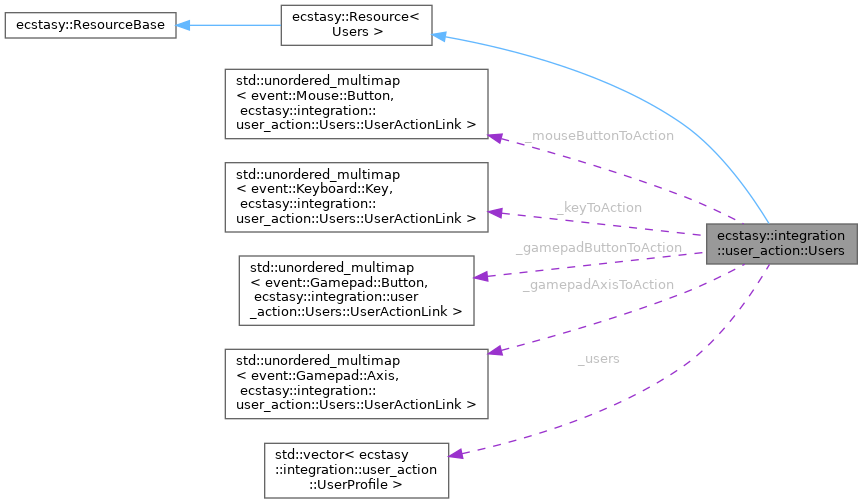 ecstasy::ResourceBase
ecstasy::Resource<
Users >
std::unordered_multimap
< event::Mouse::Button,
ecstasy::integration::
user_action::Users::UserActionLink >
_mouseButtonToAction
std::unordered_multimap
< event::Keyboard::Key,
ecstasy::integration::
user_action::Users::UserActionLink >
_keyToAction
ecstasy::integration
::user_action::Users
std::unordered_multimap
< event::Gamepad::Button,
ecstasy::integration::user
_action::Users::UserActionLink >
_gamepadButtonToAction
_gamepadAxisToAction
std::unordered_multimap
< event::Gamepad::Axis,
ecstasy::integration::
user_action::Users::UserActionLink >
_users
std::vector< ecstasy
::integration::user_action
::UserProfile >